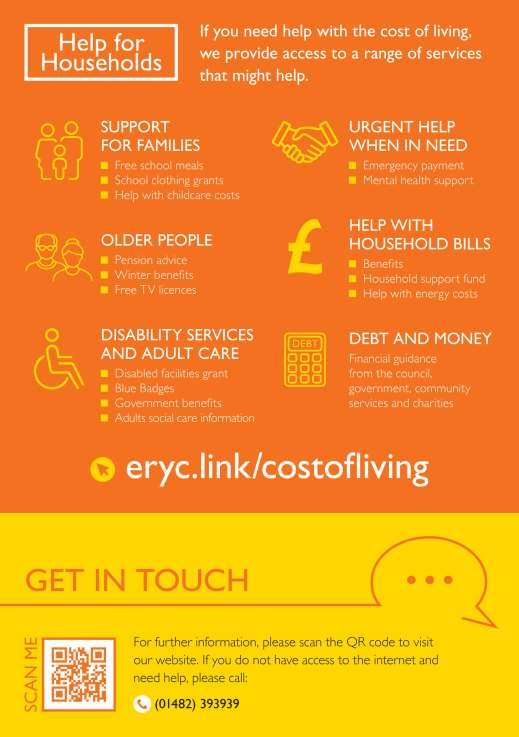 Help for
Households
If you need help with the cost of living,
we provide access to a range of services
that might help.
SUPPORT
FOR FAMILIES
Free school meals
School clothing grants
Help with childcare costs
URGENT HELP
WHEN IN NEED
Emergency payment
Mental health support
OLDER PEOPLE
Pension advice
Winter benefits
Free TV licences
£
HELP WITH
HOUSEHOLD BILLS
Benefits
Household support fund
Help with energy costs
DISABILITY SERVICES
AND ADULT CARE
Disabled facilities grant
Blue Badges
Government benefits
Adults social care information
DEBT
DEBT AND MONEY
Financial guidance
from the council,
government, community
services and charities
eryc.link/costofliving
GET IN TOUCH
SCAN ME
For further information, please scan the QR code to visit
our website. If you do not have access to the internet and
need help, please call:
(01482) 393939